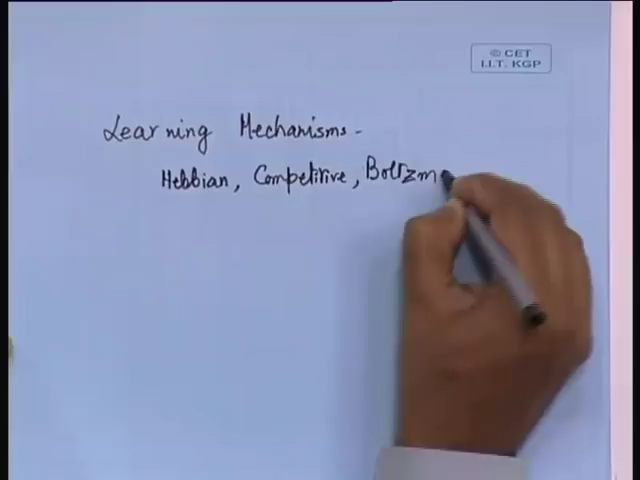 © CET
I.I.T. KGP
Learning Mechanisms -
Hebbian, Competitive, Boltzm